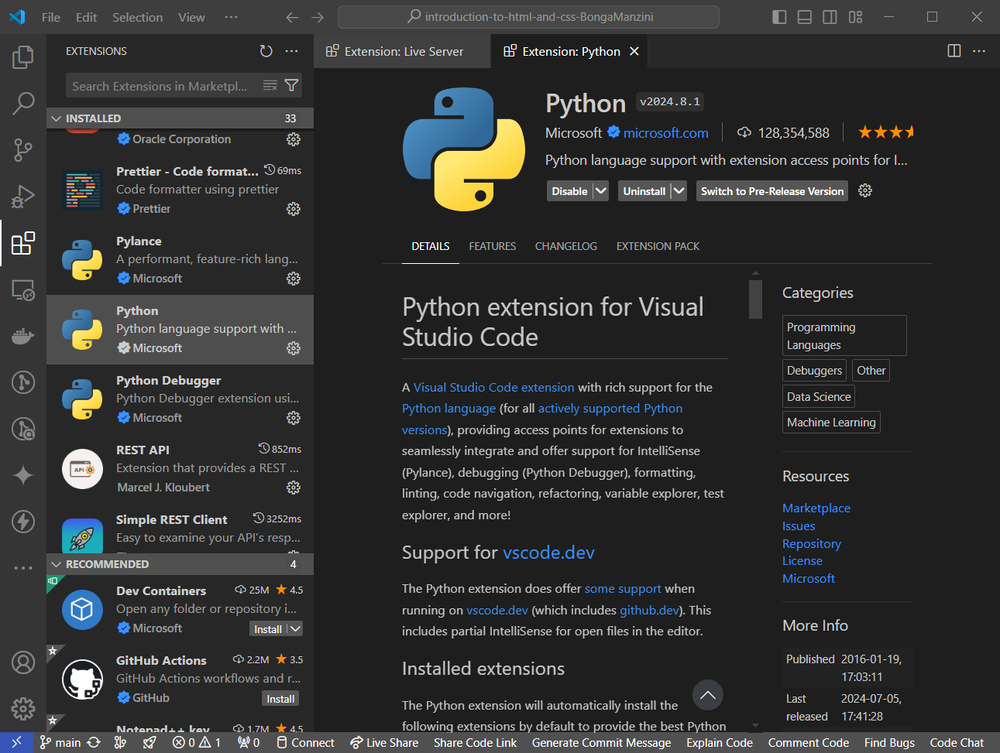 File Edit Selection View ···
introduction-to-html-and-css-BongaManzini
EXTENSIONS
Search Extensions in Marketpl...
INSTALLED 33
Oracle Corporation
Prettier - Code format... 69ms
Code formatter using prettier
Prettier
Pylance
A performant, feature-rich lang...
Microsoft
Python
Python language support with ...
Microsoft
Python Debugger
Python Debugger extension usi...
Microsoft
REST API 852ms
API
Extension that provides a REST ...
Marcel J. Kloubert
Simple REST Client 3252ms
Easy to examine your API's resp...
RECOMMENDED 4
Dev Containers 25M 4.5
Open any folder or repository i...
Microsoft Install
GitHub Actions 2.2M 3.5
GitHub Actions workflows and r...
GitHub Install
Notepad++ key 1.7M 4.5
Extension: Live Server
Extension: Python
Python v2024.8.1
Microsoft microsoft.com 128,354,588
Python language support with extension access points for I...
Disable Uninstall Switch to Pre-Release Version
DETAILS FEATURES CHANGELOG EXTENSION PACK
Python extension for Visual
Studio Code
A Visual Studio Code extension with rich support for the
Python language (for all actively supported Python
versions), providing access points for extensions to
seamlessly integrate and offer support for IntelliSense
(Pylance), debugging (Python Debugger), formatting,
linting, code navigation, refactoring, variable explorer, test
explorer, and more!
Support for vscode.dev
The Python extension does offer some support when
running on vscode.dev (which includes github.dev). This
includes partial IntelliSense for open files in the editor.
Installed extensions
The Python extension will automatically install the
following extensions by default to provide the best Python
Categories
Programming
Languages
Debuggers Other
Data Science
Machine Learning
Resources
Marketplace
Issues
Repository
License
Microsoft
More Info
Published 2016-01-19,
17:03:11
Last 2024-07-05,
released 17:41:28
main 0 1 0 Connect Live Share Share Code Link Generate Commit Message Explain Code Comment Code Find Bugs Code Chat